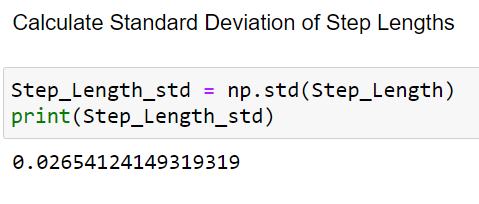 Calculate Standard Deviation of Step Lengths
Step_Length_std = np.std(Step_Length)
print(Step_Length_std)
0.02654124149319319